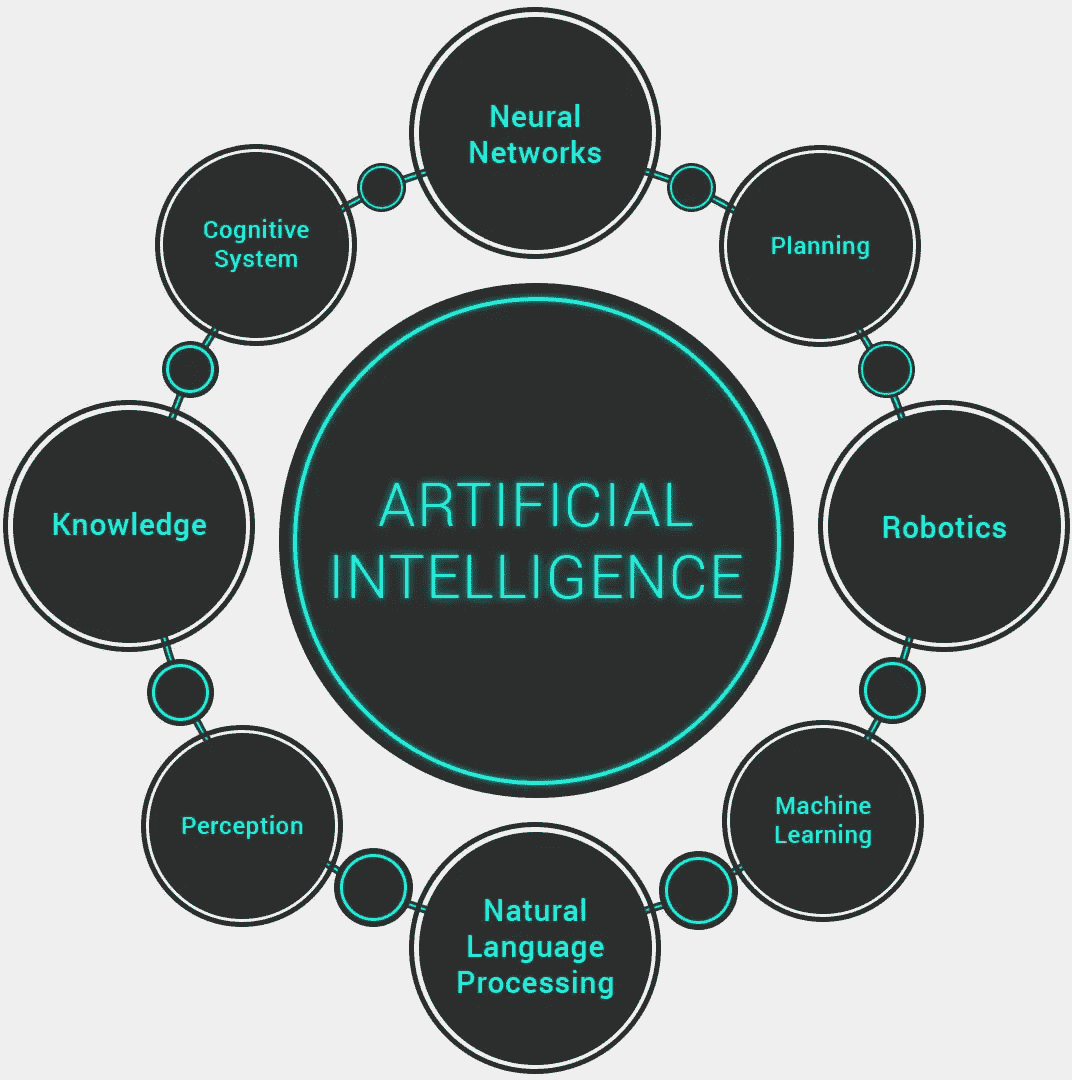 Neural
Networks
Cognitive
System
Planning
ARTIFICIAL
INTELLIGENCE
Knowledge
Robotics
Perception
Machine
Learning
Natural
Language
Processing